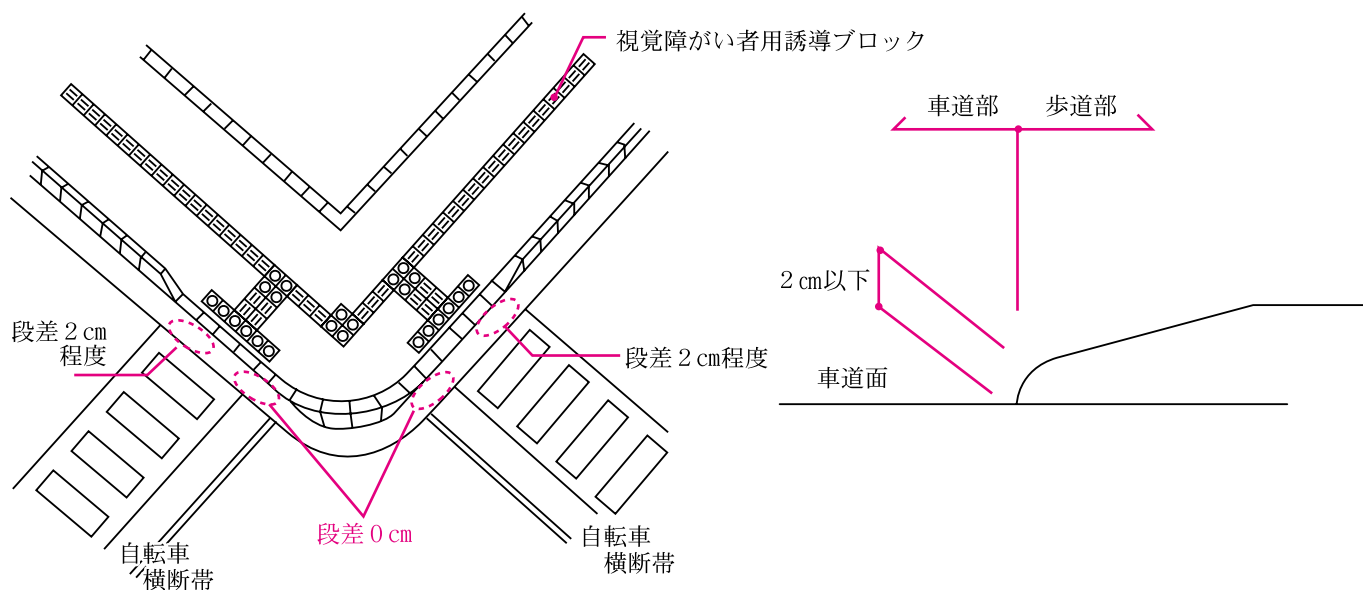 視覚障がい者用誘導ブロック
車道部
歩道部
2cm以下
車道面
段差2cm
程度
段差2cm程度
段差0cm
自転車
横断帯
自転車
横断帯